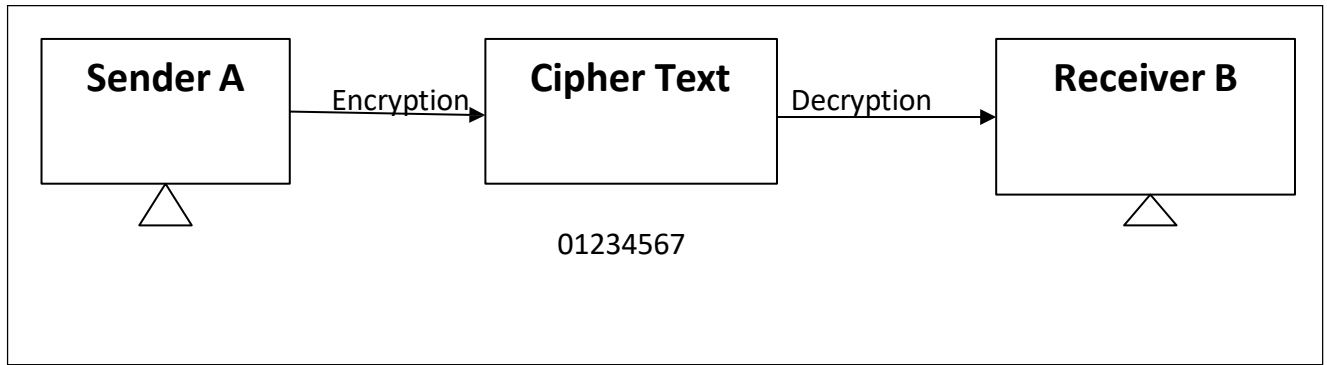 Sender A
Encryption
Cipher Text
Decryption
Receiver B
01234567